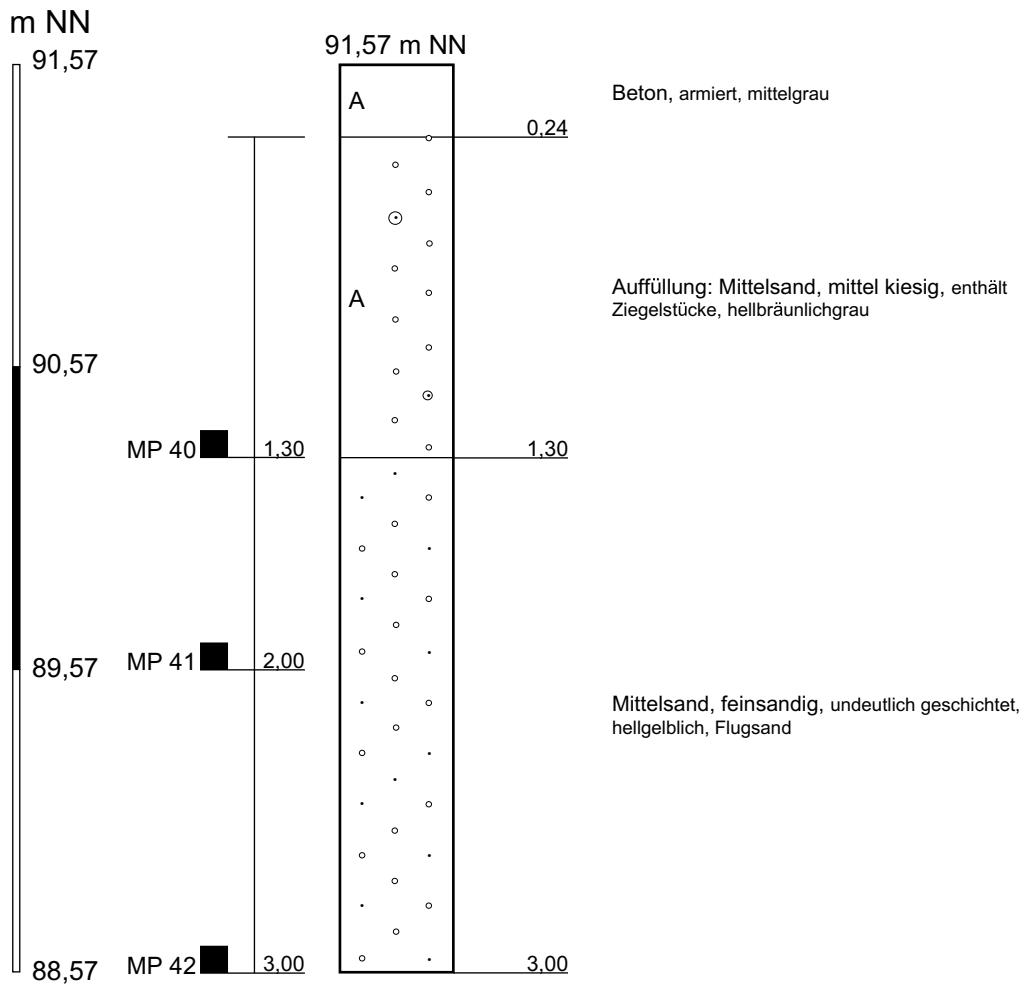 m NN
91,57
91,57 m NN
A
Beton, armiert, mittelgrau
0,24
A
Auffüllung: Mittelsand, mittel kiesig, enthält
Ziegelstücke, hellbräunlichgrau
90,57
MP 40
1,30
1,30
89,57
MP 41
2,00
Mittelsand, feinsandig, undeutlich geschichtet,
hellgelblich, Flugsand
88,57
MP 42
3,00
3,00